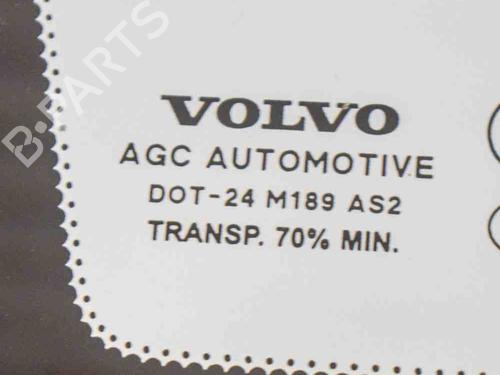 B-PARTS
VOLVO
AGC AUTOMOTIVE
DOT-24 M189 AS2
TRANSP. 70% MIN.